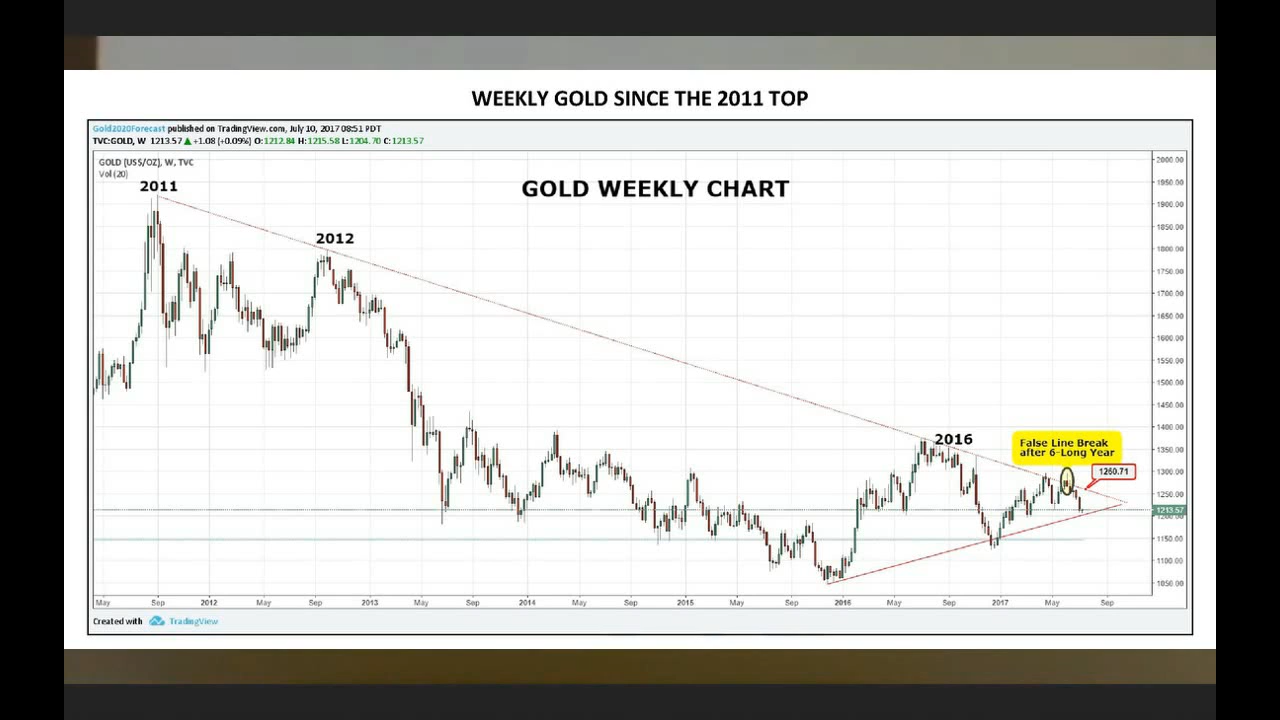 WEEKLY GOLD SINCE THE 2011 TOP
Gold2020Forecast published on TradingView.com, July 10, 2017 08:51 PDT
TVC:GOLD, W 1213.57 ▲ +1.08 (+0.09%) O:1212.84 H:1215.58 L:1204.70 C:1213.57
GOLD (US$/OZ), W, TVC
Vol (20)
GOLD WEEKLY CHART
2011
2012
2016
False Line Break
after 6-Long Year
1260.71
2000.00
1950.00
1900.00
1850.00
1800.00
1750.00
1700.00
1650.00
1600.00
1550.00
1500.00
1450.00
1400.00
1350.00
1300.00
1250.00
1213.57
1200.00
1150.00
1100.00
1050.00
May Sep 2012 May Sep 2013 May Sep 2014 May Sep 2015 May Sep 2016 May Sep 2017 May Sep
Created with TradingView